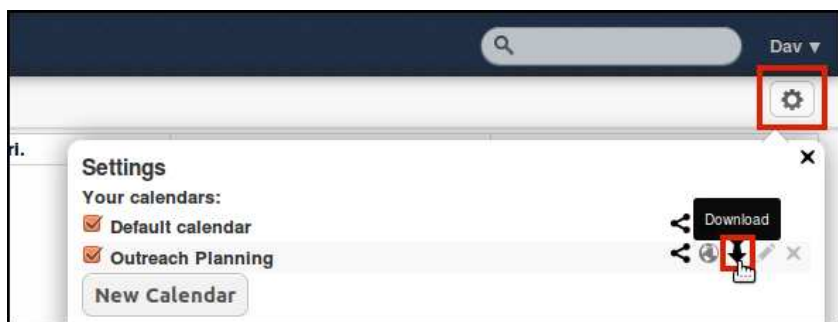 Dav ▼
ri.
Settings
Your calendars:
Default calendar
Download
Outreach Planning
New Calendar